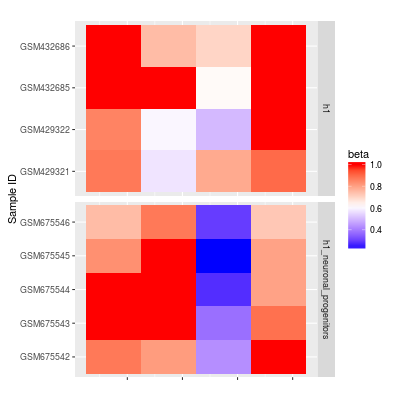 GSM432686
GSM432685
GSM429322
GSM429321
h1
GSM675546
GSM675545
GSM675544
GSM675543
GSM675542
h1_neuronal_progenitors
Sample ID
beta
1.0
0.8
0.6
0.4